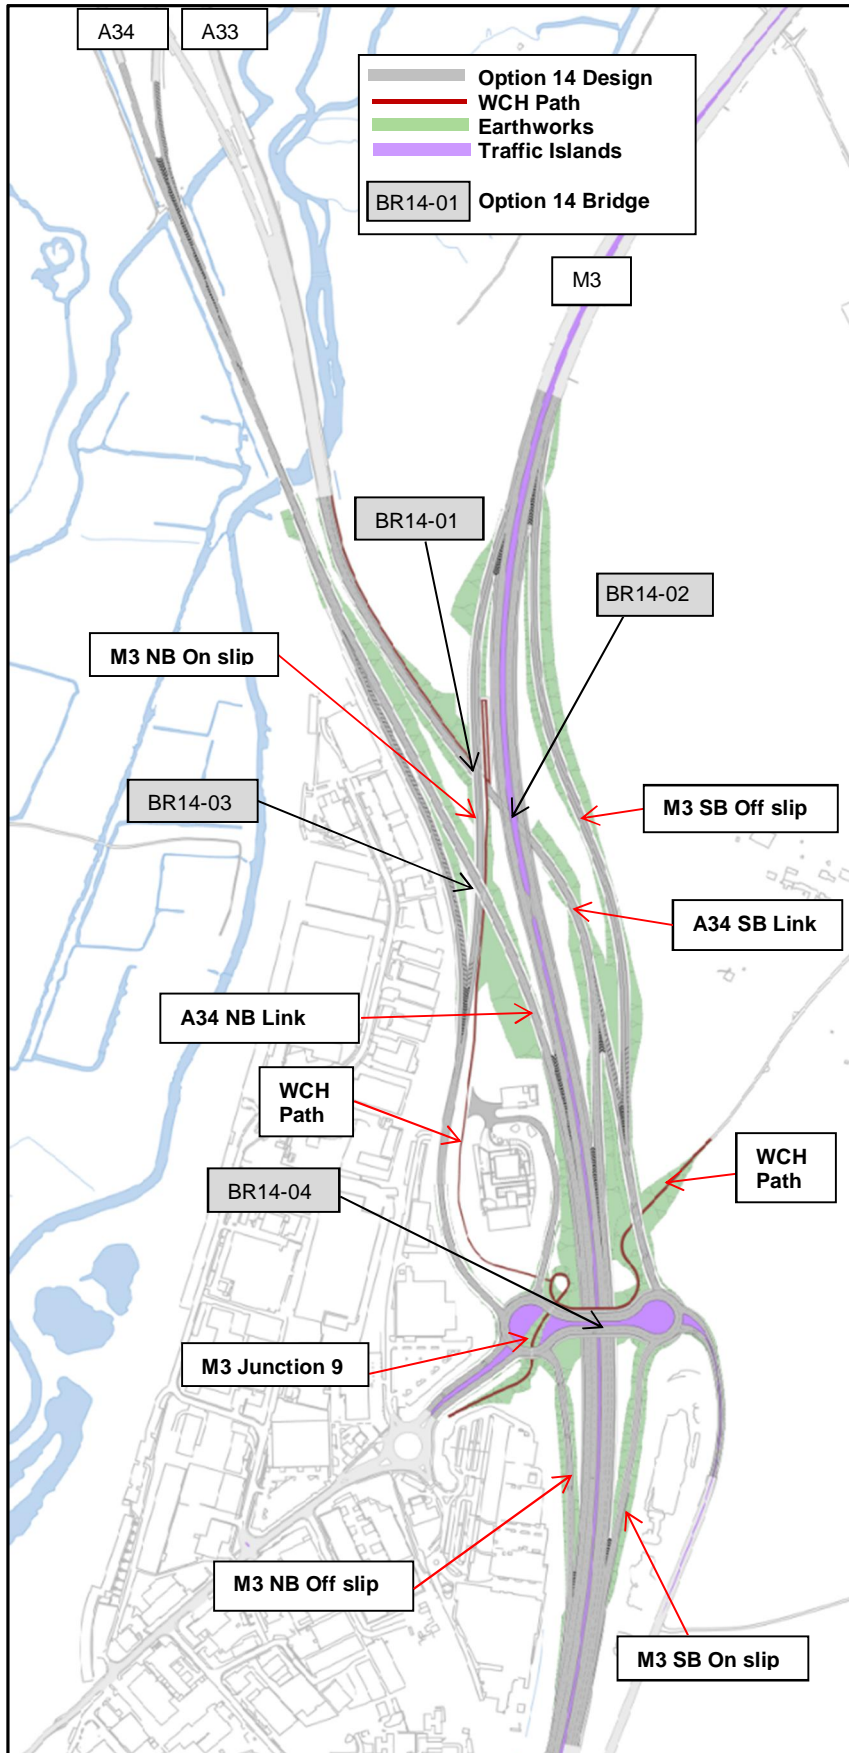 A34
A33
Option 14 Design
WCH Path
Earthworks
Traffic Islands
BR14-01
Option 14 Bridge
M3
BR14-01
BR14-02
M3 NB On slip
BR14-03
M3 SB Off slip
A34 SB Link
A34 NB Link
WCH
Path
WCH
Path
BR14-04
M3 Junction 9
M3 NB Off slip
M3 SB On slip